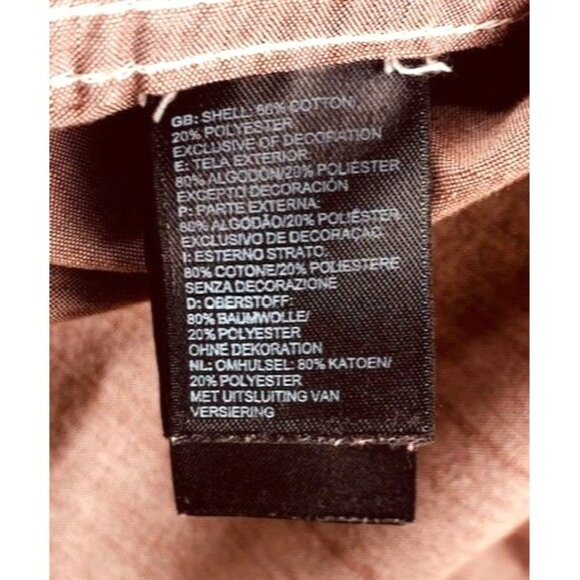 GB: SHELL: 80% COTTON/
20% POLYESTER
EXCLUSIVE OF DECORATION
E: TELA EXTERIOR:
80% ALGODÓN/20% POLIÉSTER
EXCEPTO DECORACIÓN
P: PARTE EXTERNA:
80% ALGODÃO/20% POLIÉSTER
EXCLUSIVO DE DECORAÇÃO
I: ESTERNO STRATO:
80% COTONE/20% POLIESTERE
SENZA DECORAZIONE
D: OBERSTOFF:
80% BAUMWOLLE/
20% POLYESTER
OHNE DEKORATION
NL: OMHULSEL: 80% KATOEN/
20% POLYESTER
MET UITSLUITING VAN
VERSIERING